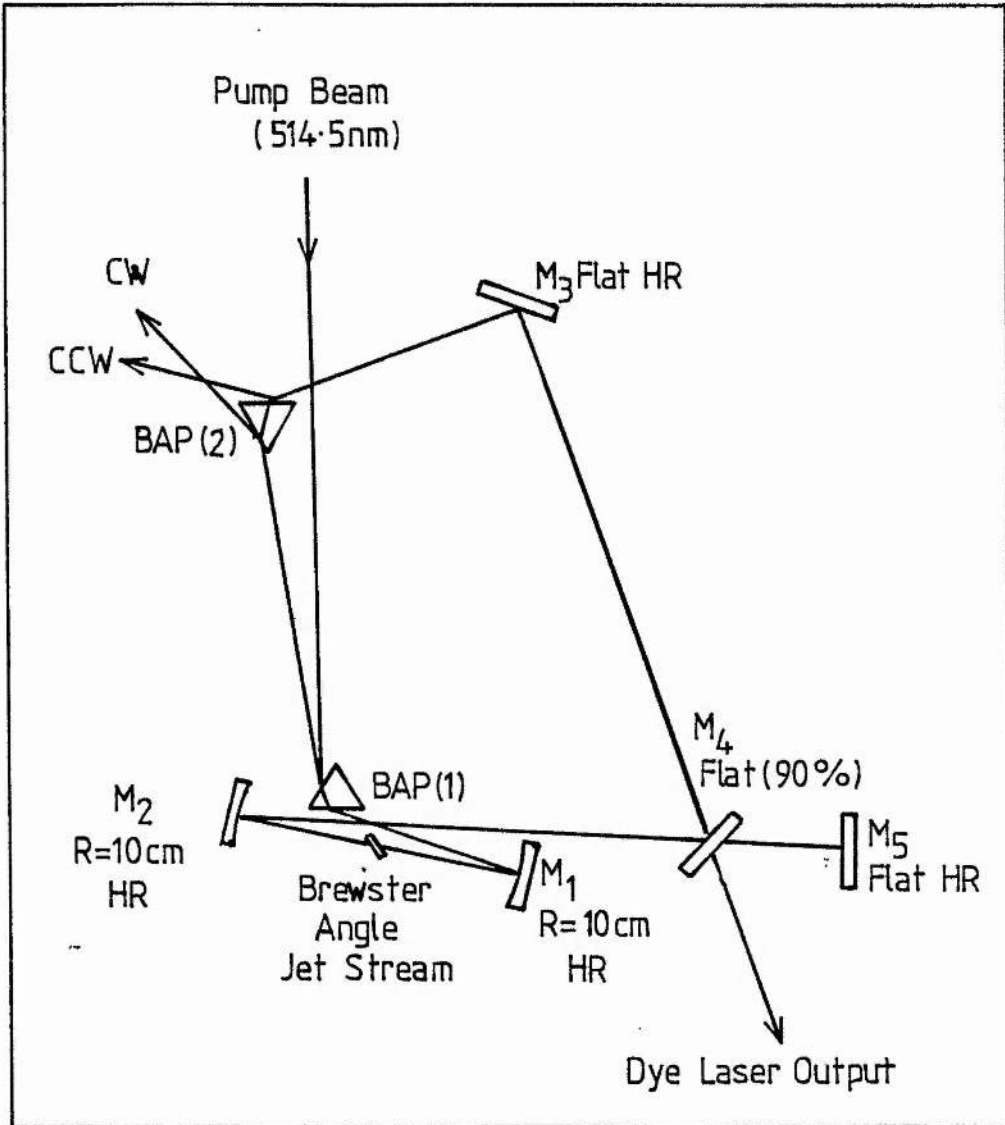 Pump Beam
(514·5nm)
CW
CCW
M3 Flat HR
BAP(2)
M4
Flat (90%)
BAP(1)
M2
R=10cm
HR
M5
Flat HR
M1
R=10cm
HR
Brewster
Angle
Jet Stream
Dye Laser Output